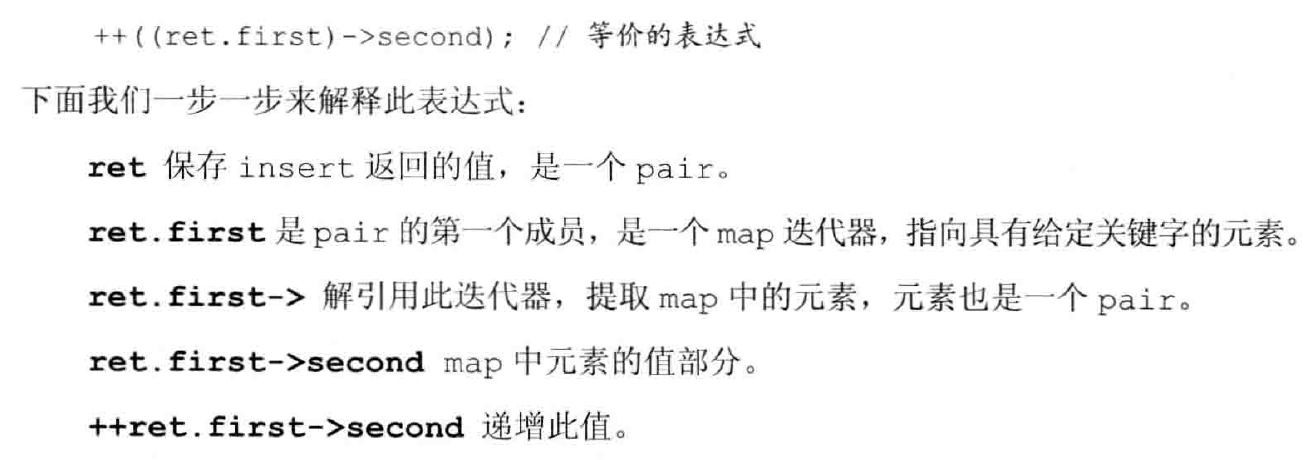 ++((ret.first)->second); // 等价的表达式
下面我们一步一步来解释此表达式：
ret 保存 insert 返回的值，是一个 pair。
ret.first 是 pair 的第一个成员，是一个 map 迭代器，指向具有给定关键字的元素。
ret.first-> 解引用此迭代器，提取 map 中的元素，元素也是一个 pair。
ret.first->second map 中元素的值部分。
++ret.first->second 递增此值。